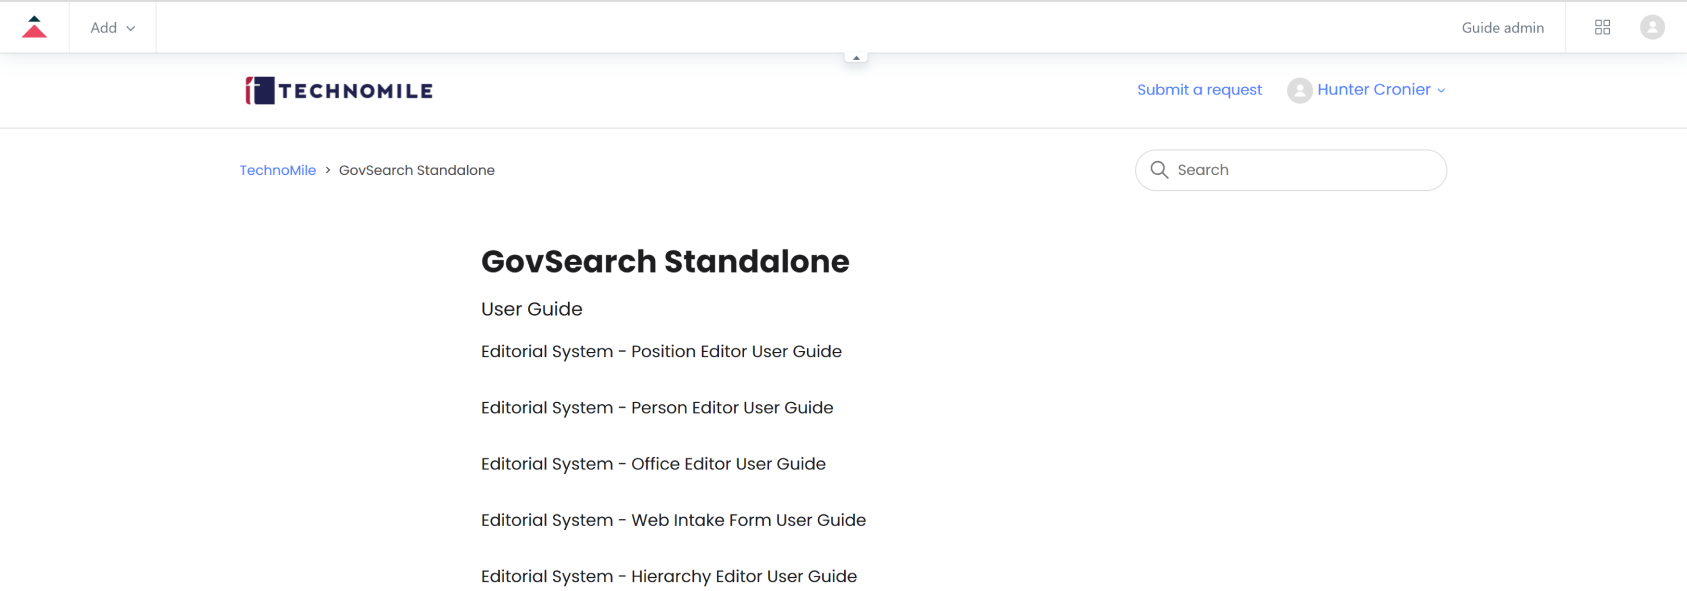 Add
Guide admin
TECHNOMILE
Submit a request
Hunter Cronier
TechnoMile > GovSearch Standalone
Search
GovSearch Standalone
User Guide
Editorial System - Position Editor User Guide
Editorial System - Person Editor User Guide
Editorial System - Office Editor User Guide
Editorial System - Web Intake Form User Guide
Editorial System - Hierarchy Editor User Guide